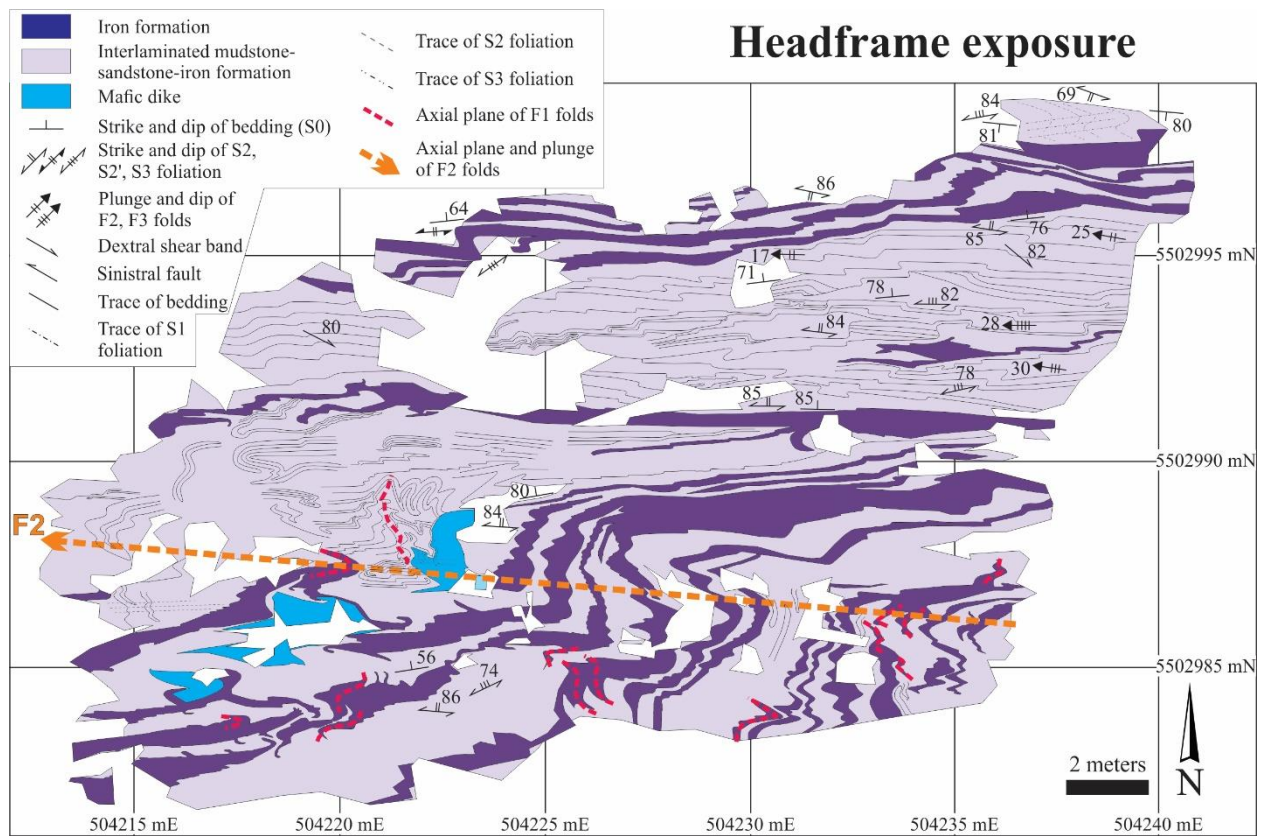 Headframe exposure
Iron formation
Interlaminated mudstone-
sandstone-iron formation
Mafic dike
Strike and dip of bedding (S0)
Strike and dip of S2,
S2', S3 foliation
Plunge and dip of
F2, F3 folds
Dextral shear band
Sinistral fault
Trace of bedding
Trace of S1
foliation
Trace of S2 foliation
Trace of S3 foliation
Axial plane of F1 folds
Axial plane and plunge
of F2 folds
69
84
81
80
86
64
76
85
25
82
17
71
78
82
80
84
28
30
78
85
85
80
84
F2
56
74
86
5502995 mN
5502990 mN
5502985 mN
2 meters
N
504215 mE
504220 mE
504225 mE
504230 mE
504235 mE
504240 mE